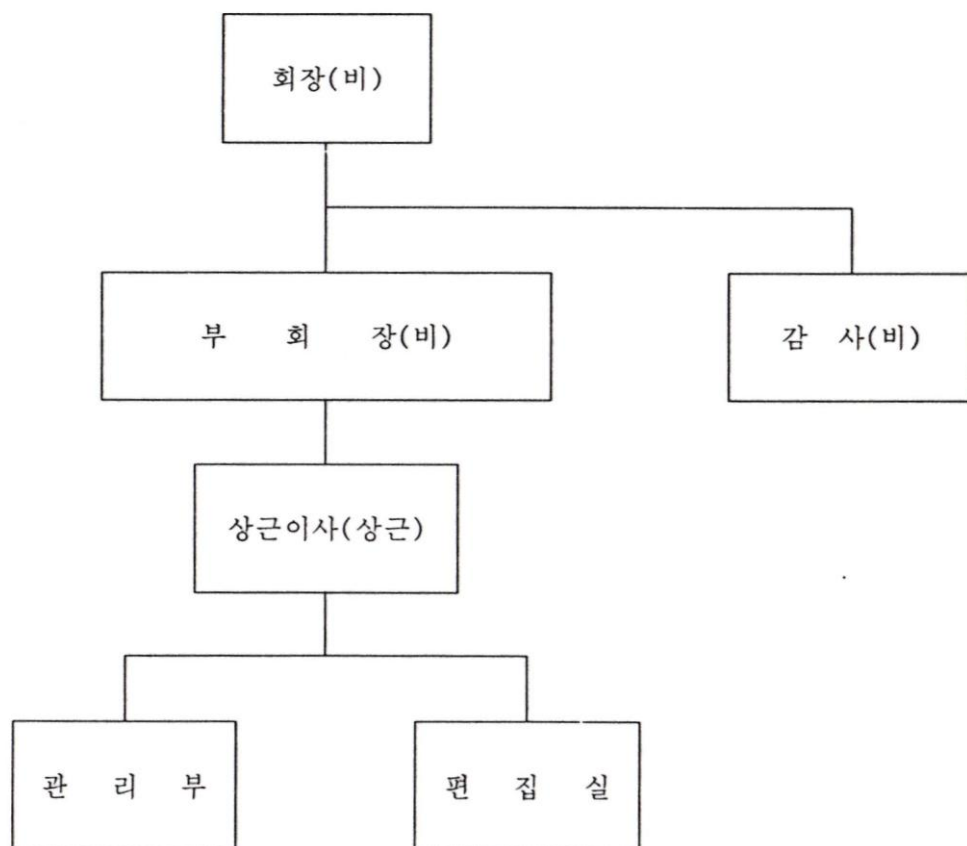 회장(비)
부 회 장(비)
감 사(비)
상근이사(상근)
관 리 부
편 집 실